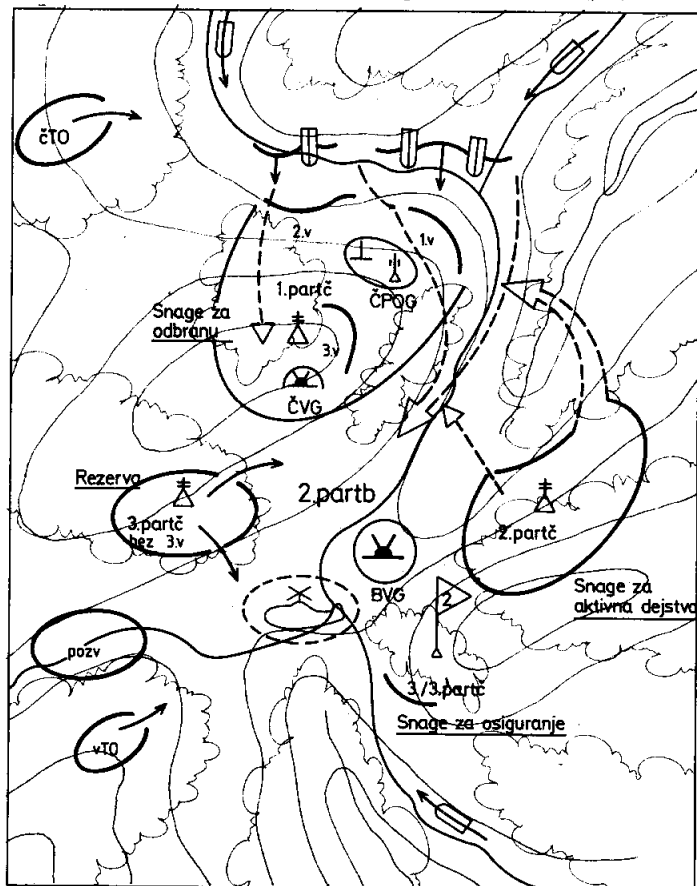 čTO
2.v
1.v
1.partč
ČPOG
Snage za
odbranu
3.v
ČVG
Rezerva
2.partb
3.partč
bez 3.v
2.partč
BVG
2
Snage za
aktivna dejstva
pozv
3./3.partč
Snage za osiguranje
vTO